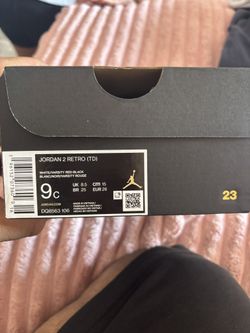 JORDAN 2 RETRO (TD)
WHITE/VARSITY RED-BLACK
BLANC/NOIR/VARSITY ROUGE
9C
UK 8.5
CM 15
BR 25
EUR 26
DQ8563 106
23